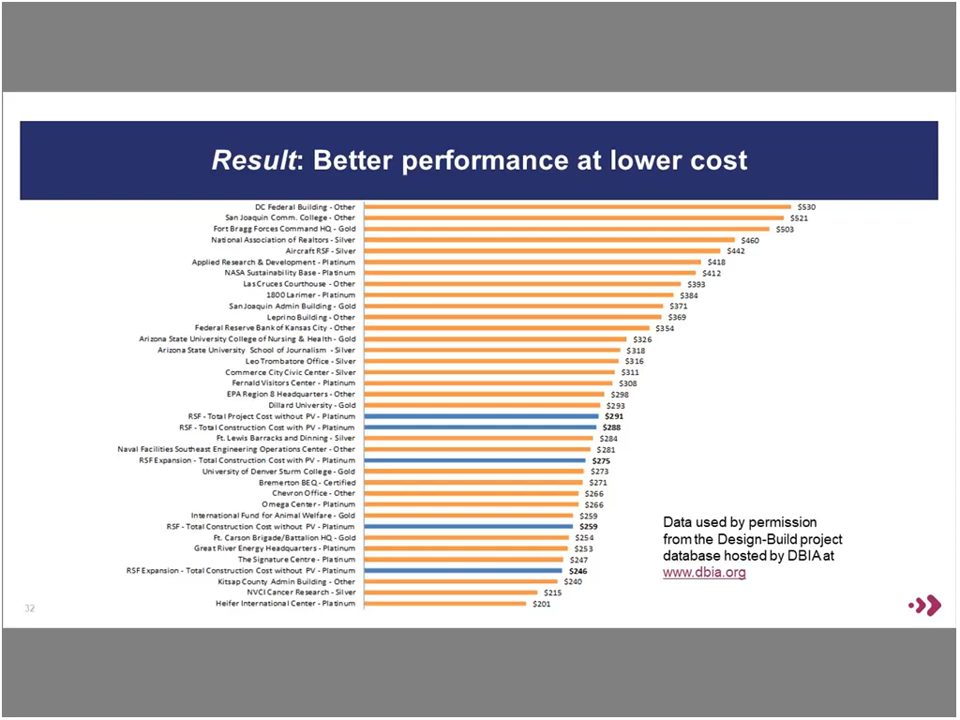 Result: Better performance at lower cost
DC Federal Building - Other $530
San Joaquin Comm. College - Other $521
Fort Bragg Forces Command HQ - Gold $503
National Association of Realtors - Silver $460
Aircraft RSF - Silver $442
Applied Research & Development - Platinum $418
NASA Sustainability Base - Platinum $412
Las Cruces Courthouse - Other $393
1800 Larimer - Platinum $384
San Joaquin Admin Building - Gold $371
Leprino Building - Other $369
Federal Reserve Bank of Kansas City - Other $354
Arizona State University College of Nursing & Health - Gold $326
Arizona State University School of Journalism - Silver $318
Leo Trombatore Office - Silver $316
Commerce City Civic Center - Silver $311
Fernald Visitors Center - Platinum $308
EPA Region 8 Headquarters - Other $298
Dillard University - Gold $293
RSF - Total Project Cost without PV - Platinum $291
RSF - Total Construction Cost with PV - Platinum $288
Ft. Lewis Barracks and Dinning - Silver $284
Naval Facilities Southeast Engineering Operations Center - Other $281
RSF Expansion - Total Construction Cost with PV - Platinum $275
University of Denver Sturm College - Gold $273
Bremerton BEQ - Certified $271
Chevron Office - Other $266
Omega Center - Platinum $266
International Fund for Animal Welfare - Gold $259
RSF - Total Construction Cost without PV - Platinum $259
Ft. Carson Brigade/Battalion HQ - Gold $254
Great River Energy Headquarters - Platinum $253
The Signature Centre - Platinum $247
RSF Expansion - Total Construction Cost without PV - Platinum $246
Kitsap County Admin Building - Other $240
NVCI Cancer Research - Silver $215
Heifer International Center - Platinum $201
Data used by permission
from the Design-Build project
database hosted by DBIA at
www.dbia.org
32